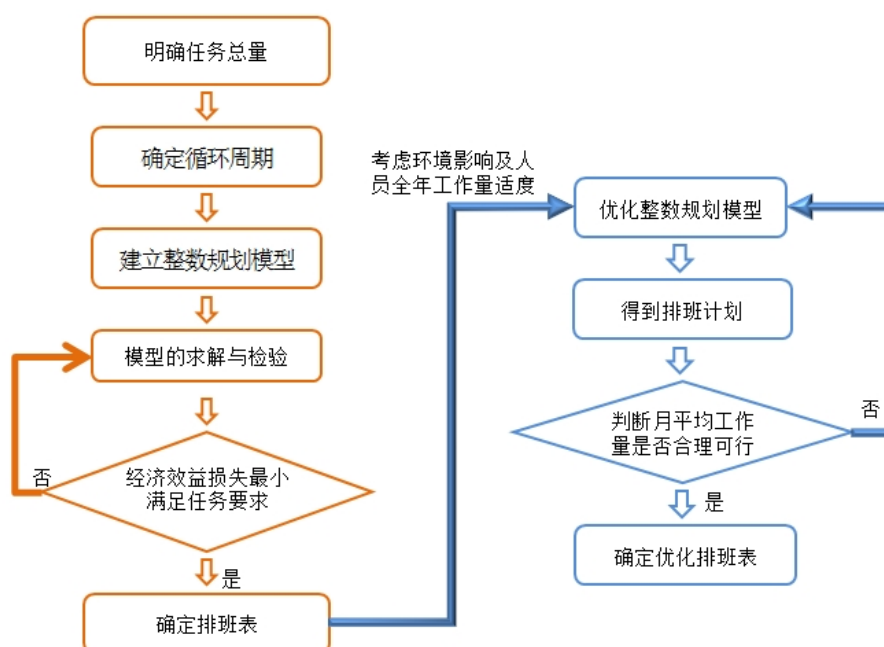 明确任务总量
确定循环周期
建立整数规划模型
模型的求解与检验
否
经济效益损失最小
满足任务要求
是
确定排班表
考虑环境影响及人
员全年工作量适度
优化整数规划模型
得到排班计划
判断月平均工作
量是否合理可行
否
是
确定优化排班表